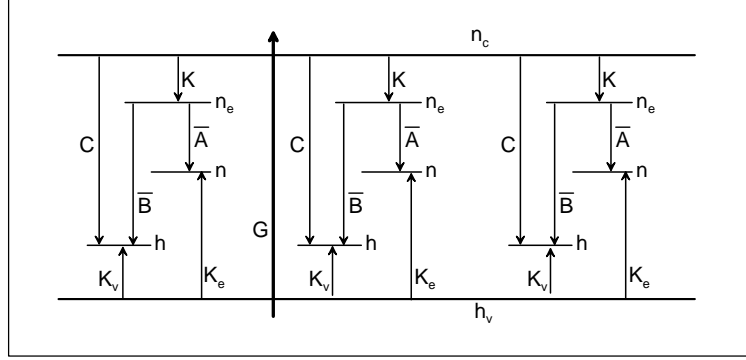 n_c
K K K
n_e n_e n_e
C A̅ C A̅ C A̅
n n n
B̅ B̅ B̅
G
h h h
K_v K_e K_v K_e K_v K_e
h_v